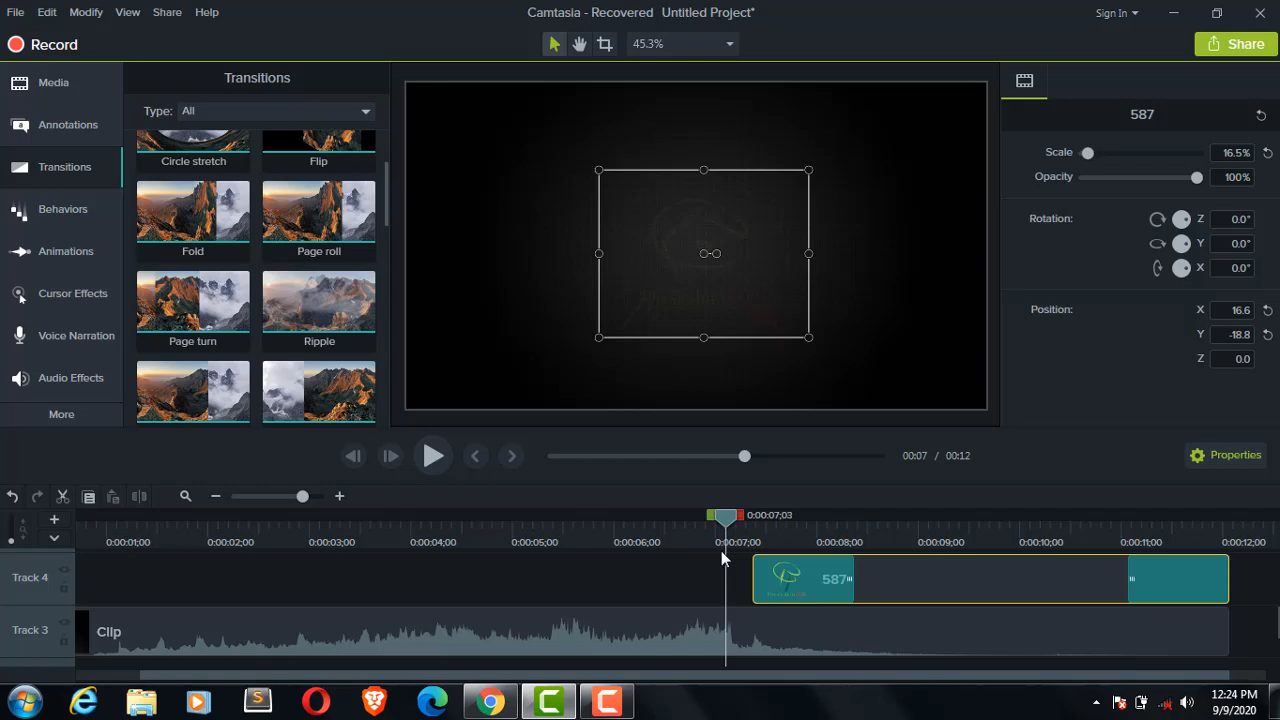 File Edit Modify View Share Help
Camtasia - Recovered Untitled Project*
Sign In
Record
45.3%
Share
Media
Annotations
Transitions
Behaviors
Animations
Cursor Effects
Voice Narration
Audio Effects
More
Transitions
Type: All
Circle stretch Flip
Fold Page roll
Page turn Ripple
587
Scale 16.5%
Opacity 100%
Rotation: Z 0.0°
Y 0.0°
X 0.0°
Position: X 16.6
Y -18.8
Z 0.0
00:07 / 00:12
Properties
0:00:07;03
0:00:01;00 0:00:02;00 0:00:03;00 0:00:04;00 0:00:05;00 0:00:06;00 0:00:07;00 0:00:08;00 0:00:09;00 0:00:10;00 0:00:11;00 0:00:12;00
Track 4
587
Track 3
Clip
12:24 PM
9/9/2020